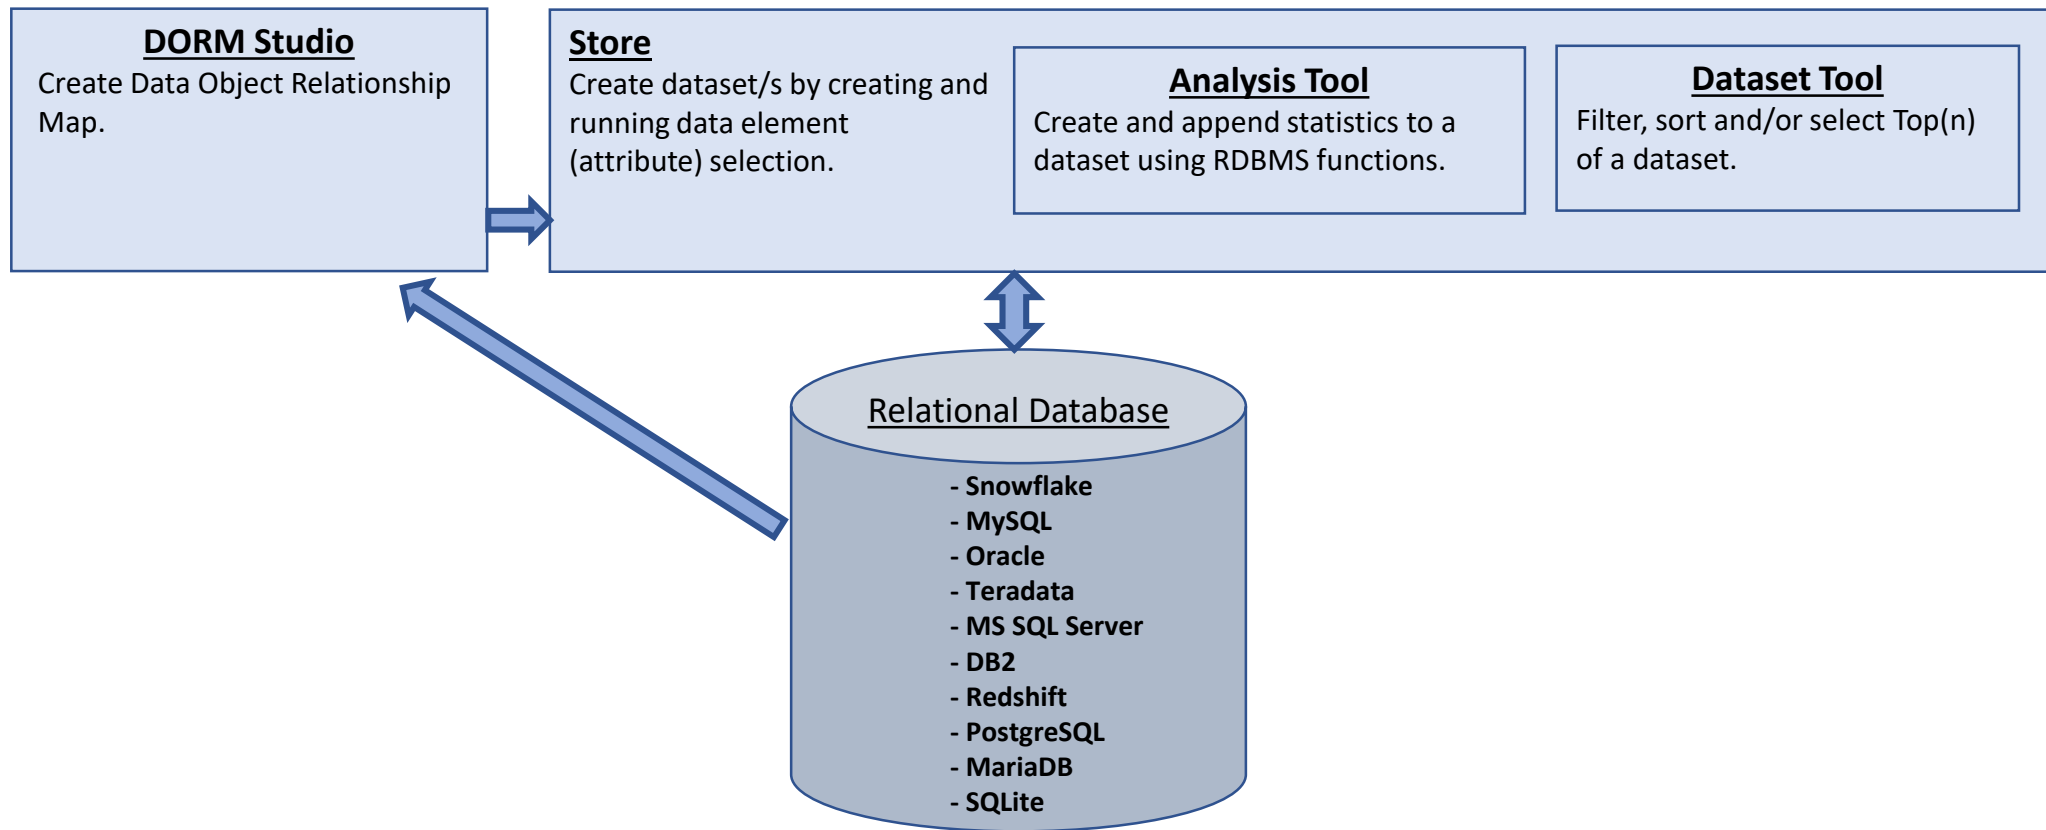 DORM Studio
Create Data Object Relationship
Map.
Store
Create dataset/s by creating and
running data element
(attribute) selection.
Analysis Tool
Create and append statistics to a
dataset using RDBMS functions.
Dataset Tool
Filter, sort and/or select Top(n)
of a dataset.
Relational Database
- Snowflake
- MySQL
- Oracle
- Teradata
- MS SQL Server
- DB2
- Redshift
- PostgreSQL
- MariaDB
- SQLite